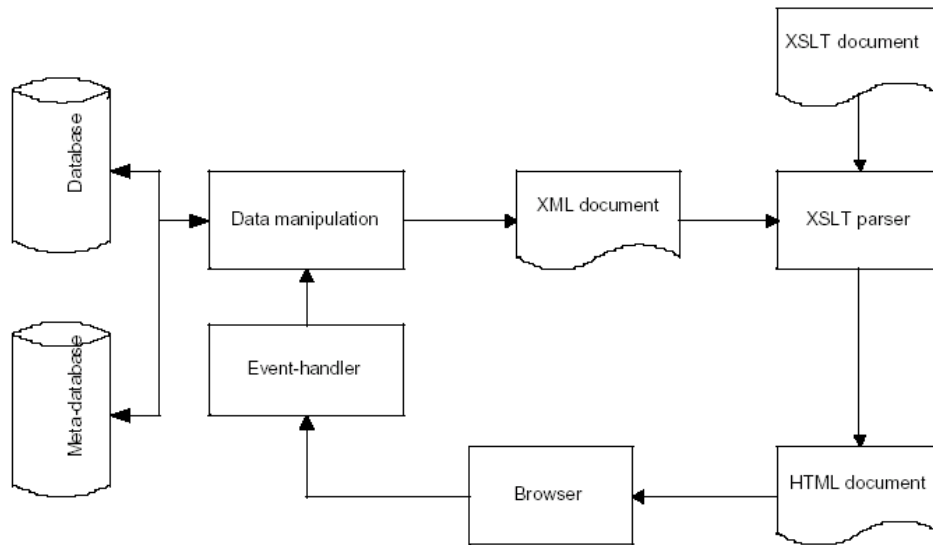 XSLT document
Database
Data manipulation
XML document
XSLT parser
Event-handler
Meta-database
Browser
HTML document